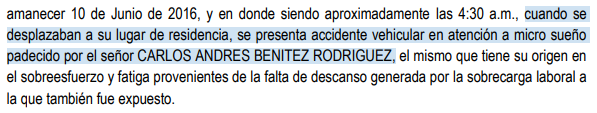 amanecer 10 de Junio de 2016, y en donde siendo aproximadamente las 4:30 a.m., cuando se
desplazaban a su lugar de residencia, se presenta accidente vehicular en atención a micro sueño
padecido por el señor CARLOS ANDRES BENITEZ RODRIGUEZ, el mismo que tiene su origen en
el sobreesfuerzo y fatiga provenientes de la falta de descanso generada por la sobrecarga laboral a
la que también fue expuesto.